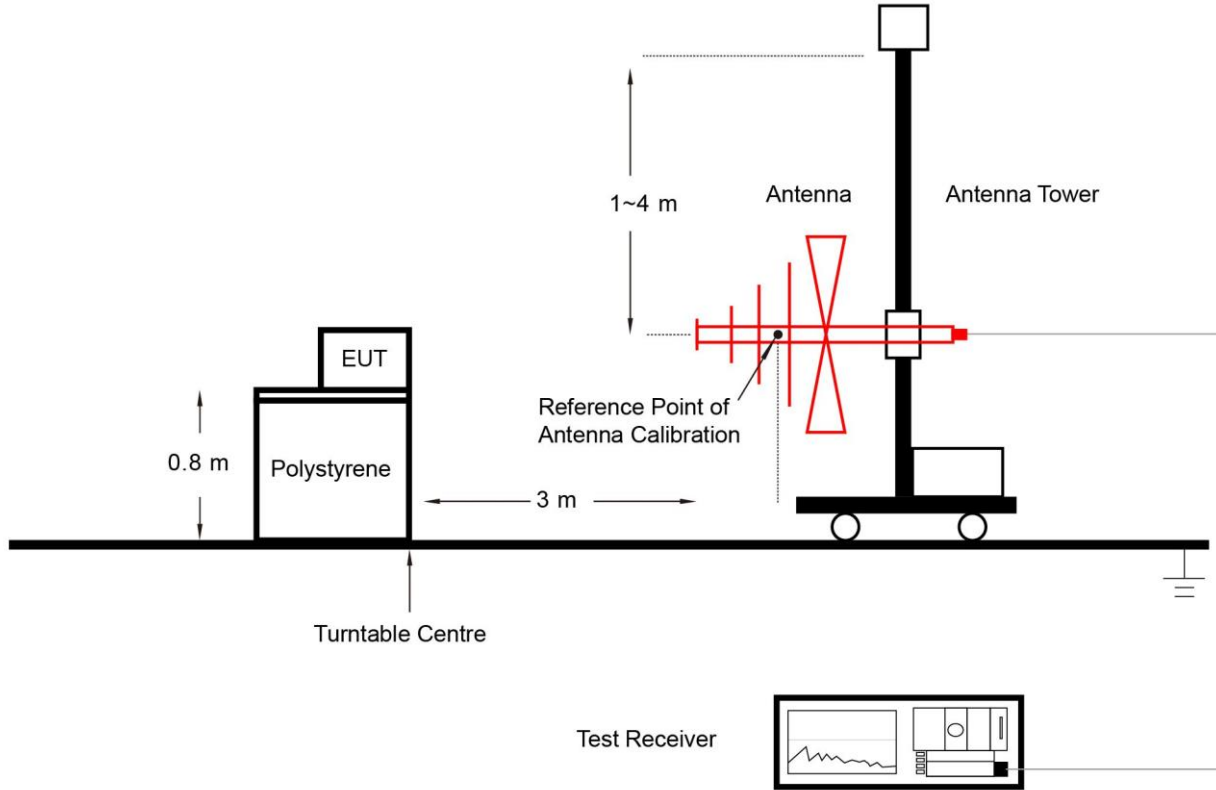 1~4 m
Antenna
Antenna Tower
EUT
Reference Point of
Antenna Calibration
0.8 m
Polystyrene
3 m
Turntable Centre
Test Receiver